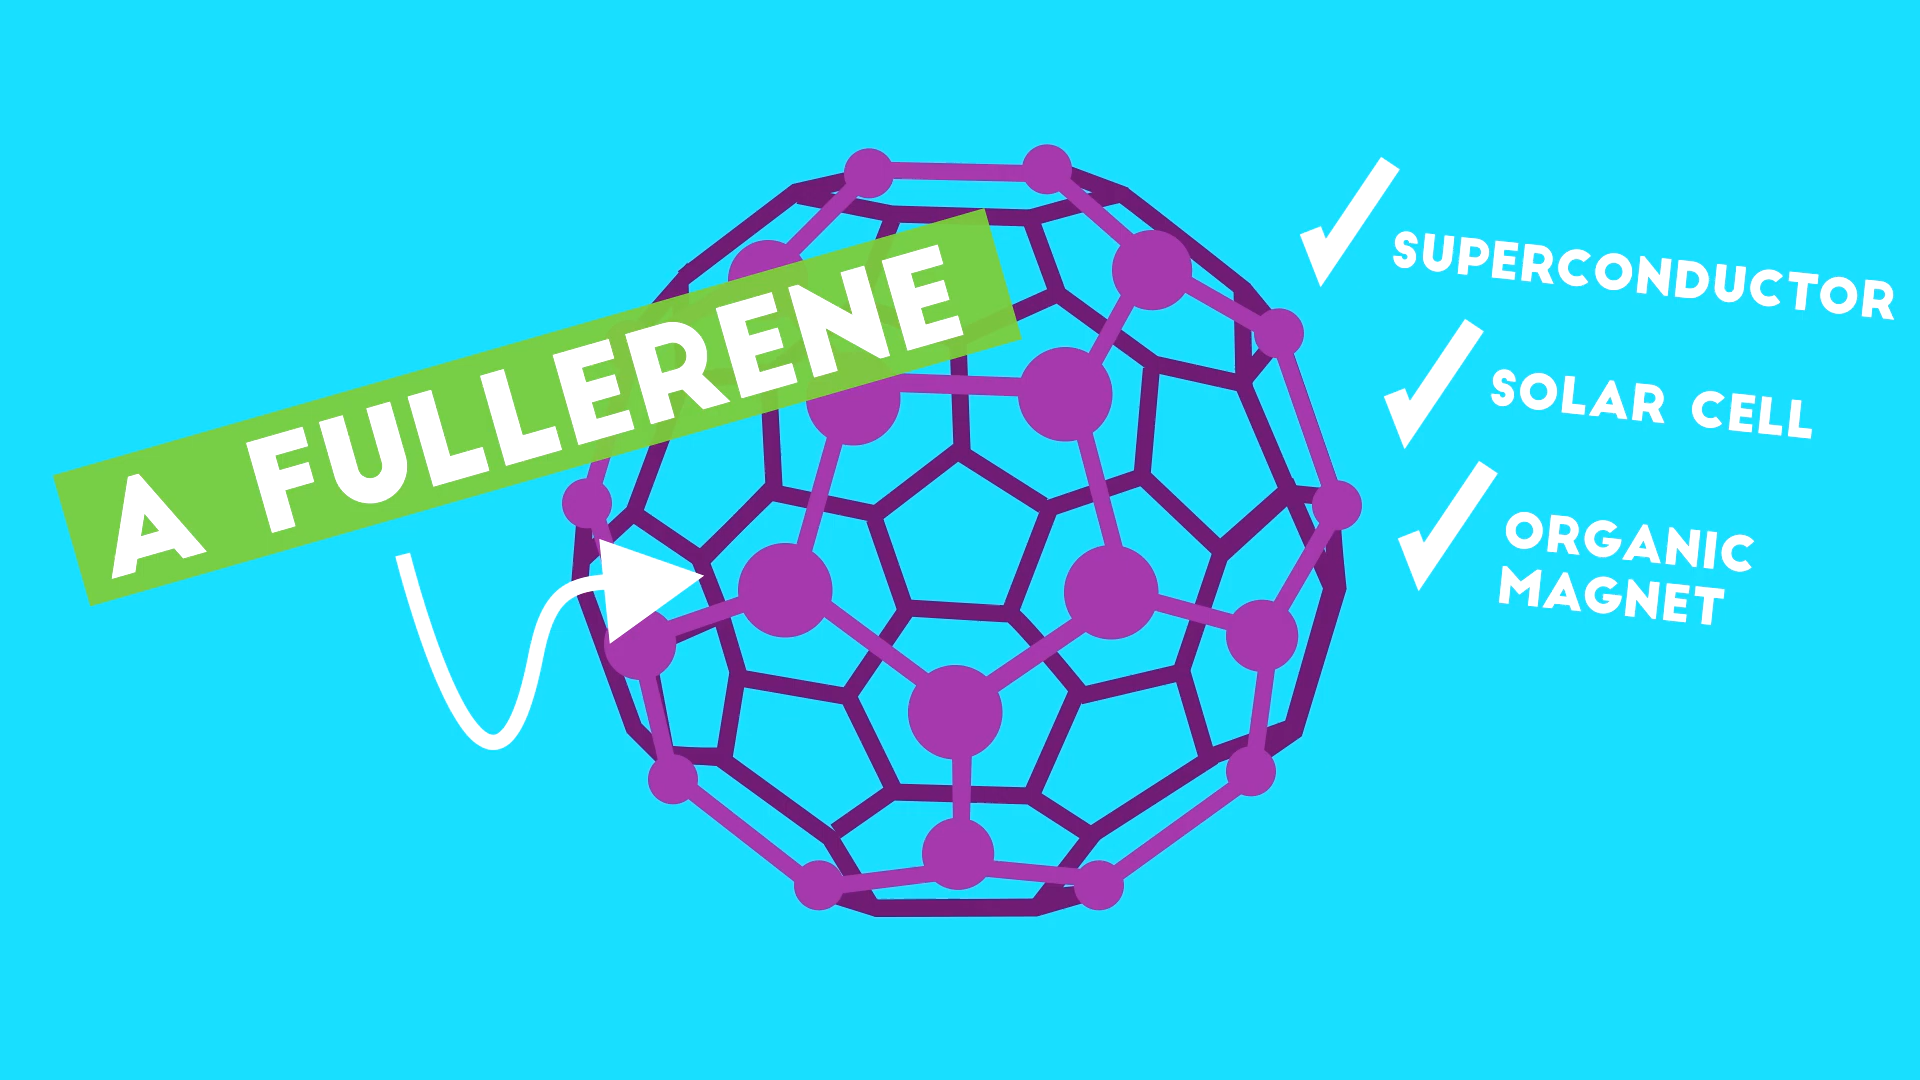 A FULLERENE
SUPERCONDUCTOR
SOLAR CELL
ORGANIC
MAGNET